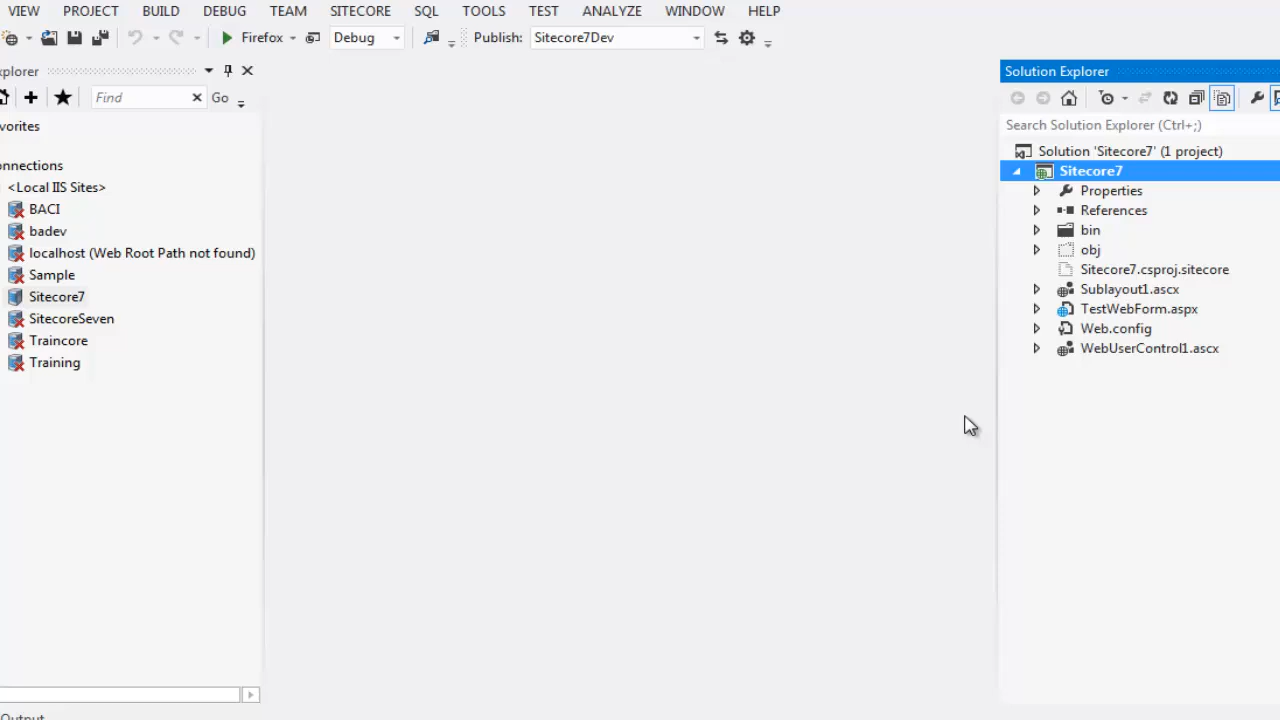 VIEW PROJECT BUILD DEBUG TEAM SITECORE SQL TOOLS TEST ANALYZE WINDOW HELP
Firefox Debug Publish: Sitecore7Dev
xplorer
Find Go
vorites
onnections
<Local IIS Sites>
BACI
badev
localhost (Web Root Path not found)
Sample
Sitecore7
SitecoreSeven
Traincore
Training
Output
Solution Explorer
Search Solution Explorer (Ctrl+;)
Solution 'Sitecore7' (1 project)
Sitecore7
Properties
References
bin
obj
Sitecore7.csproj.sitecore
Sublayout1.ascx
TestWebForm.aspx
Web.config
WebUserControl1.ascx